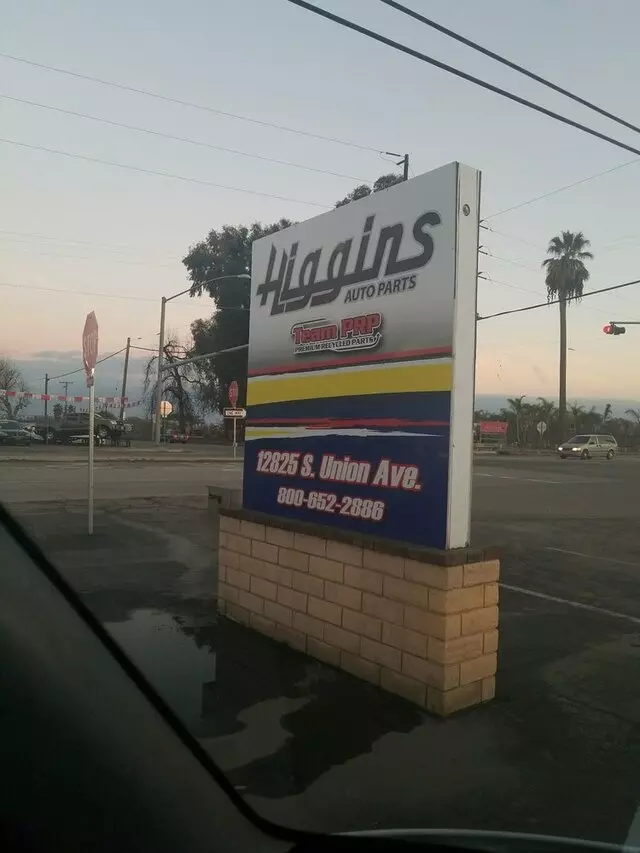 Higgins
AUTO PARTS
Team PRP
PREMIUM RECYCLED PARTS
12825 S. Union Ave.
800-652-2886